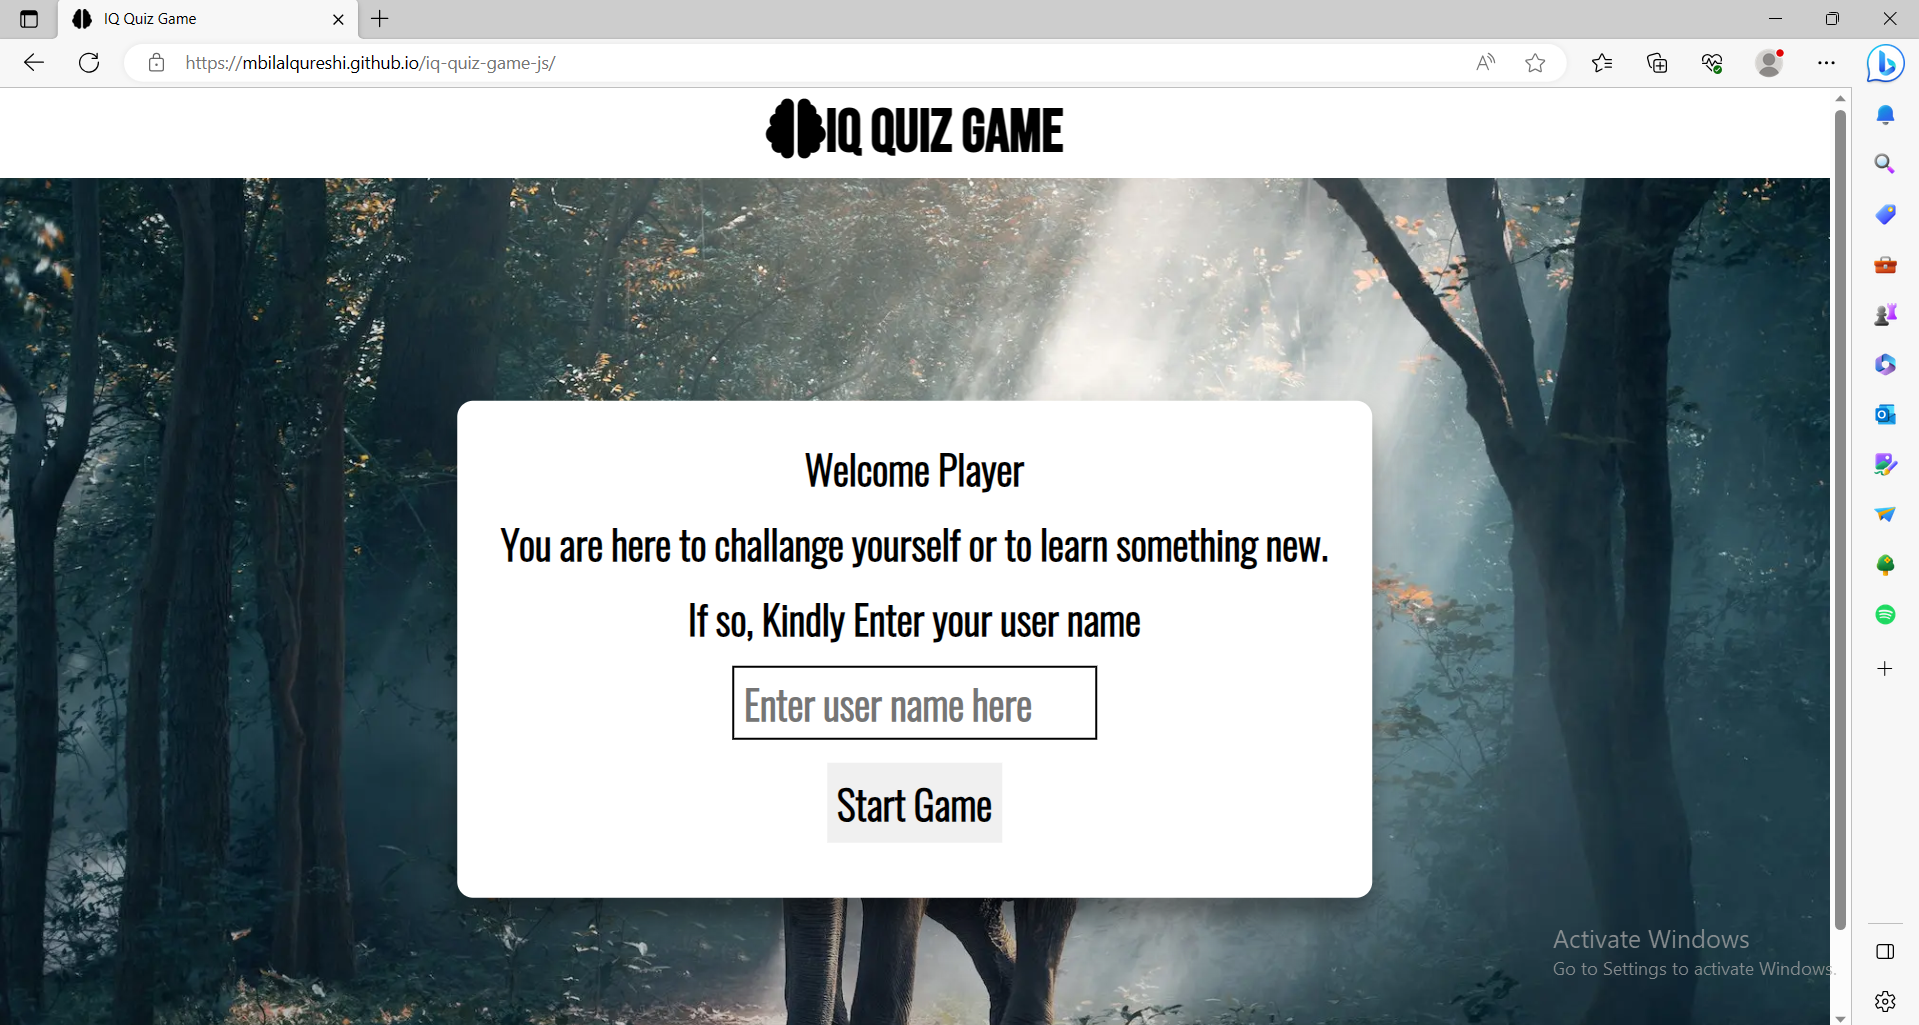 IQ Quiz Game
https://mbilalqureshi.github.io/iq-quiz-game-js/
IQ QUIZ GAME
Welcome Player
You are here to challange yourself or to learn something new.
If so, Kindly Enter your user name
Enter user name here
Start Game
Activate Windows
Go to Settings to activate Windows.